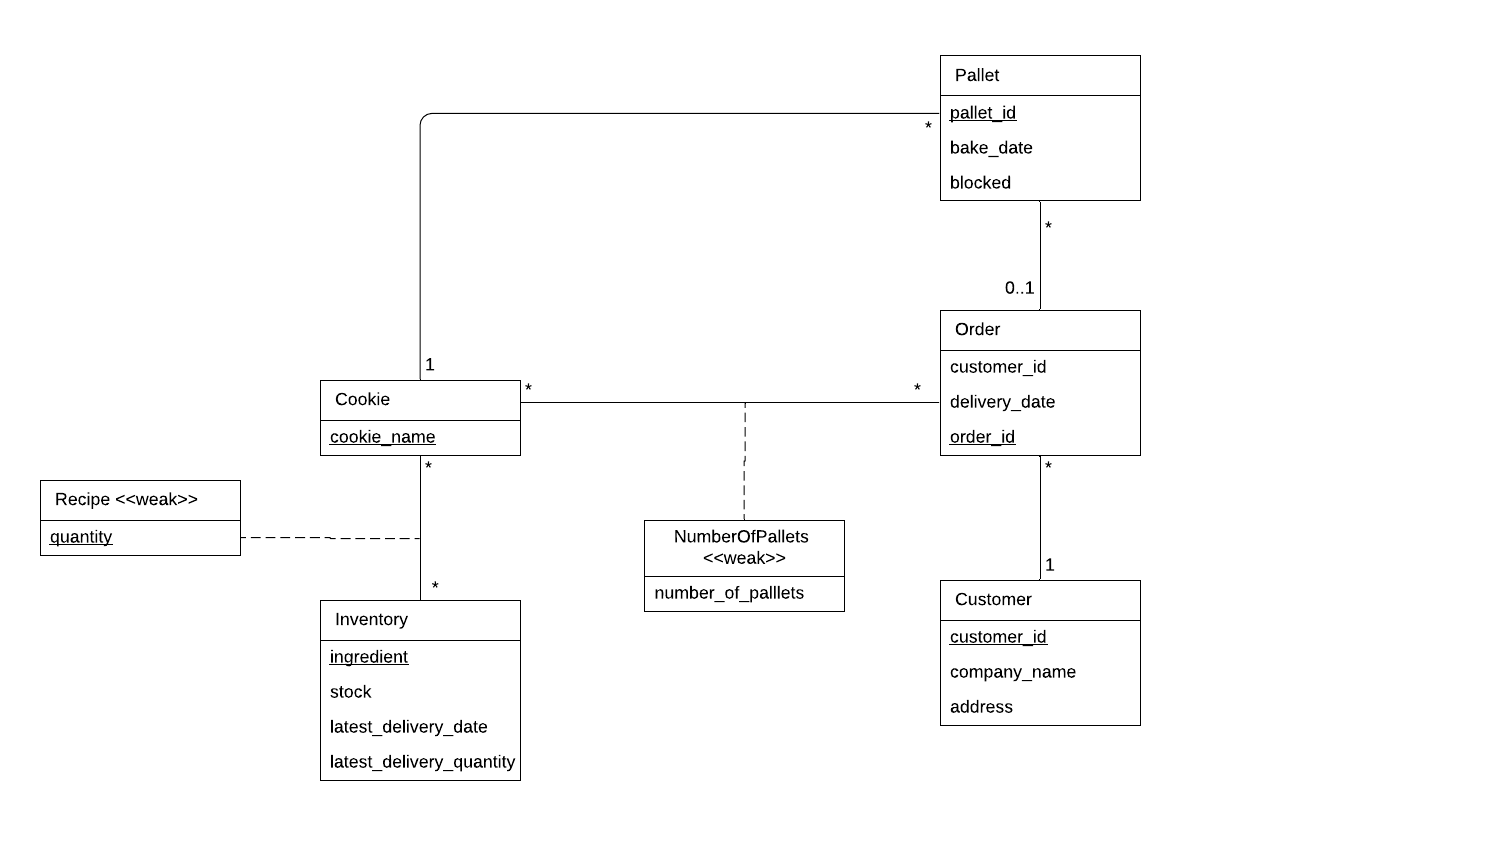 Pallet
pallet_id
*
bake_date
blocked
*
0..1
Order
customer_id
1
Cookie
*
*
delivery_date
cookie_name
order_id
*
*
Recipe <<weak>>
quantity
NumberOfPallets
<<weak>>
number_of_palllets
1
*
Inventory
Customer
ingredient
customer_id
stock
company_name
latest_delivery_date
address
latest_delivery_quantity